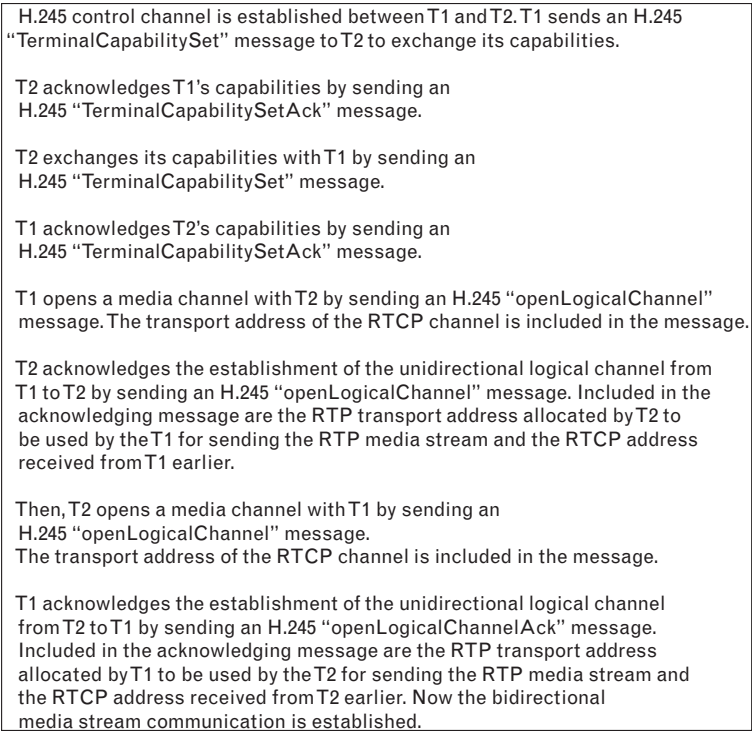 H.245 control channel is established between T1 and T2. T1 sends an H.245
“TerminalCapabilitySet” message to T2 to exchange its capabilities.
T2 acknowledges T1’s capabilities by sending an
H.245 “TerminalCapabilitySetAck” message.
T2 exchanges its capabilities with T1 by sending an
H.245 “TerminalCapabilitySet” message.
T1 acknowledges T2’s capabilities by sending an
H.245 “TerminalCapabilitySetAck” message.
T1 opens a media channel with T2 by sending an H.245 “openLogicalChannel”
message. The transport address of the RTCP channel is included in the message.
T2 acknowledges the establishment of the unidirectional logical channel from
T1 to T2 by sending an H.245 “openLogicalChannel” message. Included in the
acknowledging message are the RTP transport address allocated by T2 to
be used by the T1 for sending the RTP media stream and the RTCP address
received from T1 earlier.
Then, T2 opens a media channel with T1 by sending an
H.245 “openLogicalChannel” message.
The transport address of the RTCP channel is included in the message.
T1 acknowledges the establishment of the unidirectional logical channel
from T2 to T1 by sending an H.245 “openLogicalChannelAck” message.
Included in the acknowledging message are the RTP transport address
allocated by T1 to be used by the T2 for sending the RTP media stream and
the RTCP address received from T2 earlier. Now the bidirectional
media stream communication is established.